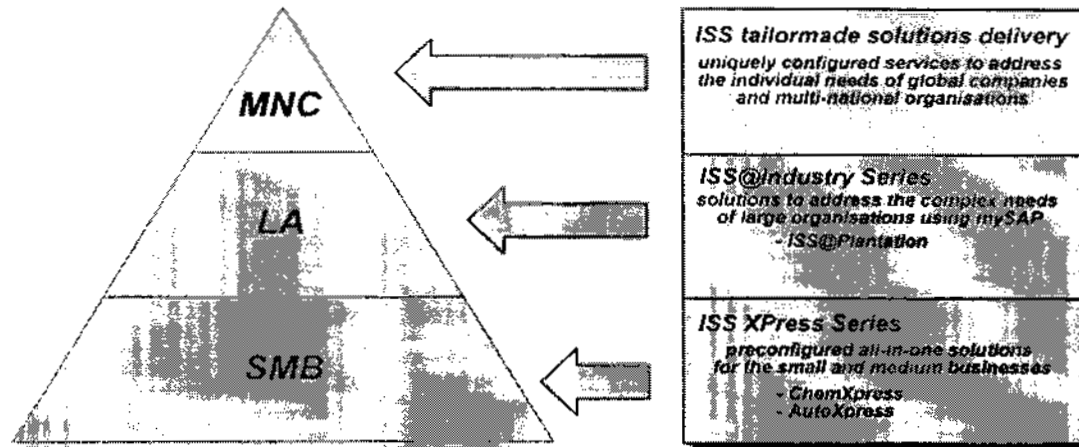 MNC
LA
SMB
ISS tailormade solutions delivery
uniquely configured services to address
the individual needs of global companies
and multi-national organisations
ISS@Industry Series
solutions to address the complex needs
of large organisations using mySAP
- ISS@Plantation
ISS XPress Series
preconfigured all-in-one solutions
for the small and medium businesses
- ChemXpress
- AutoXpress